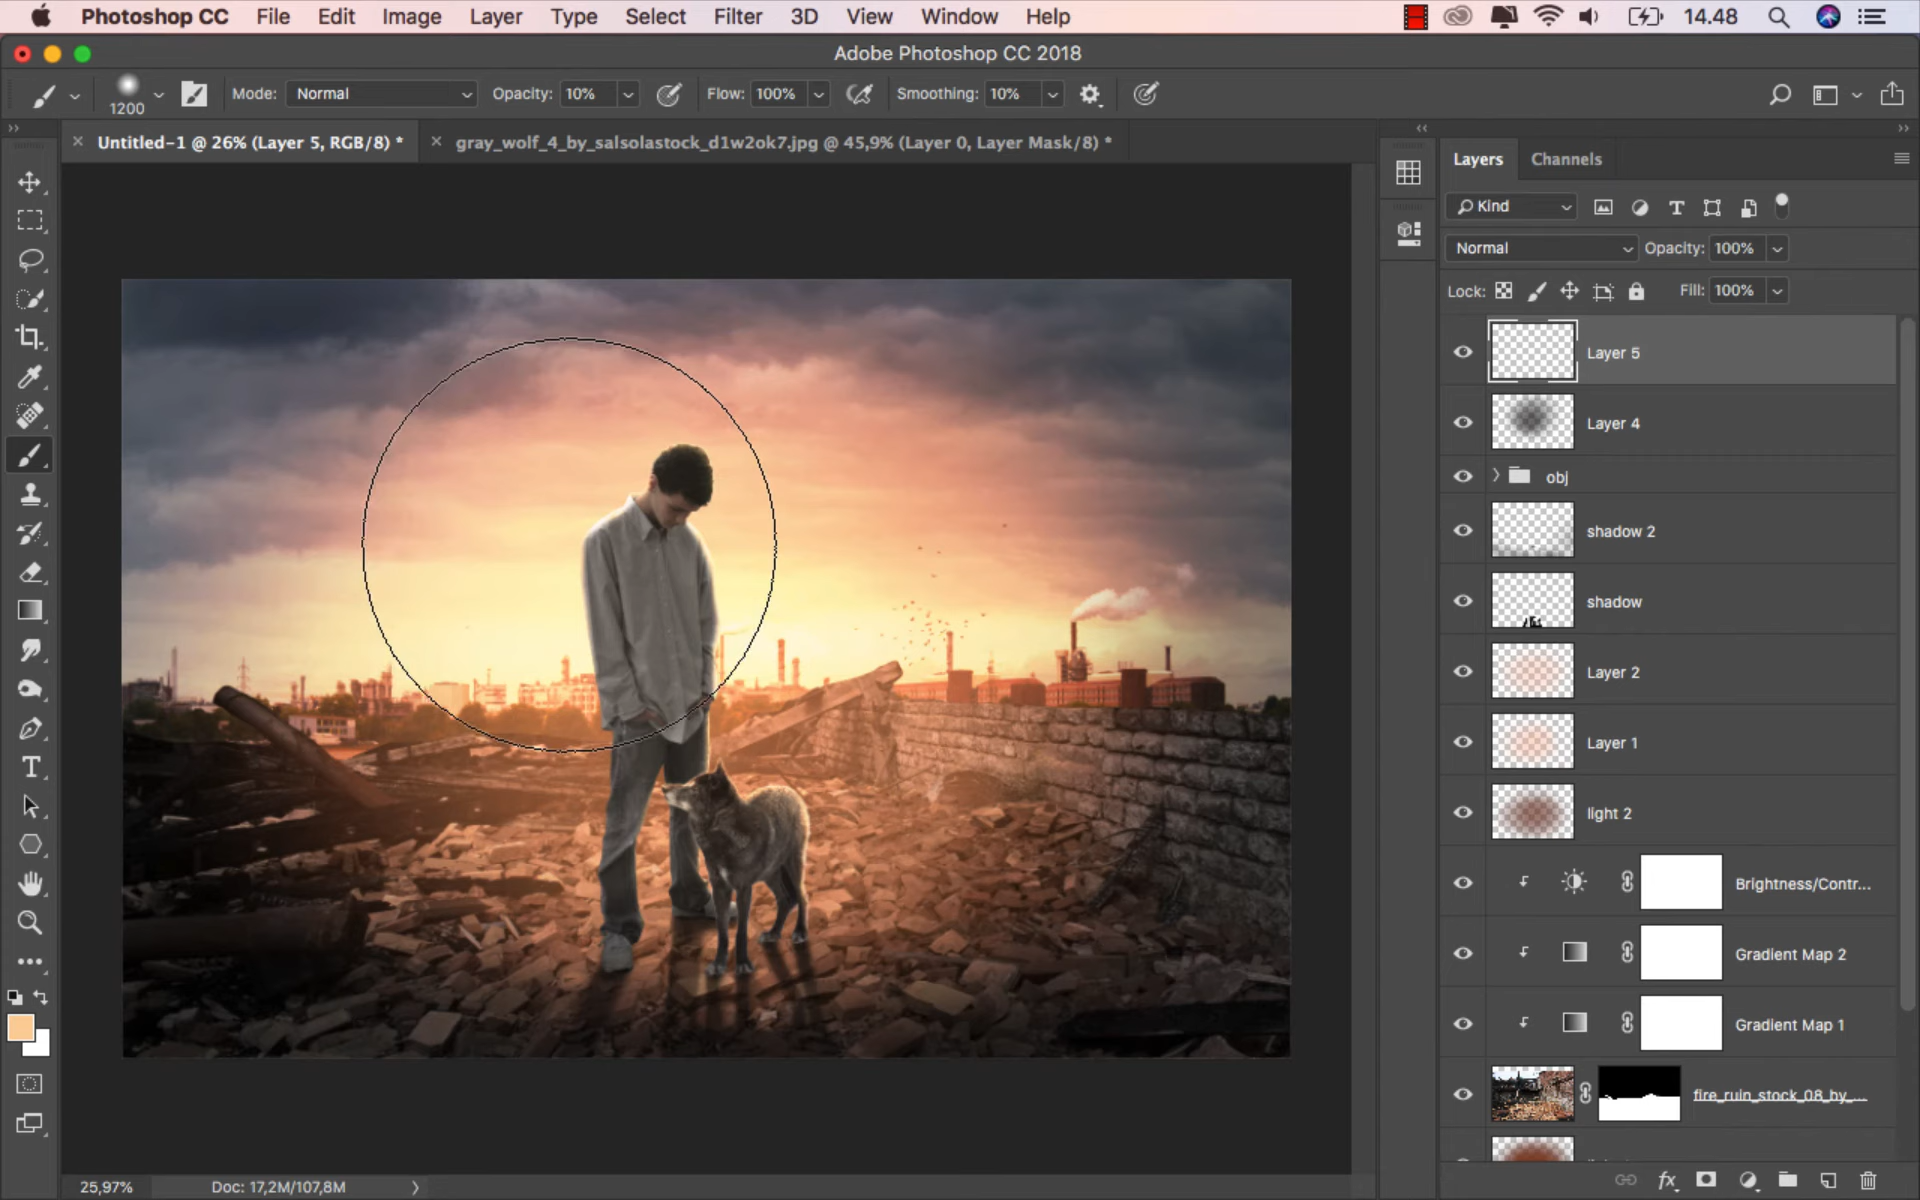 Photoshop CC File Edit Image Layer Type Select Filter 3D View Window Help 14.48
Adobe Photoshop CC 2018
1200 Mode: Normal Opacity: 10% Flow: 100% Smoothing: 10%
Untitled-1 @ 26% (Layer 5, RGB/8) * gray_wolf_4_by_salsolastock_d1w2ok7.jpg @ 45,9% (Layer 0, Layer Mask/8) *
Layers Channels
Kind
Normal Opacity: 100%
Lock: Fill: 100%
Layer 5
Layer 4
obj
shadow 2
shadow
Layer 2
Layer 1
light 2
Brightness/Contr...
Gradient Map 2
Gradient Map 1
fire_ruin_stock_08_by_...
25,97% Doc: 17,2M/107,8M